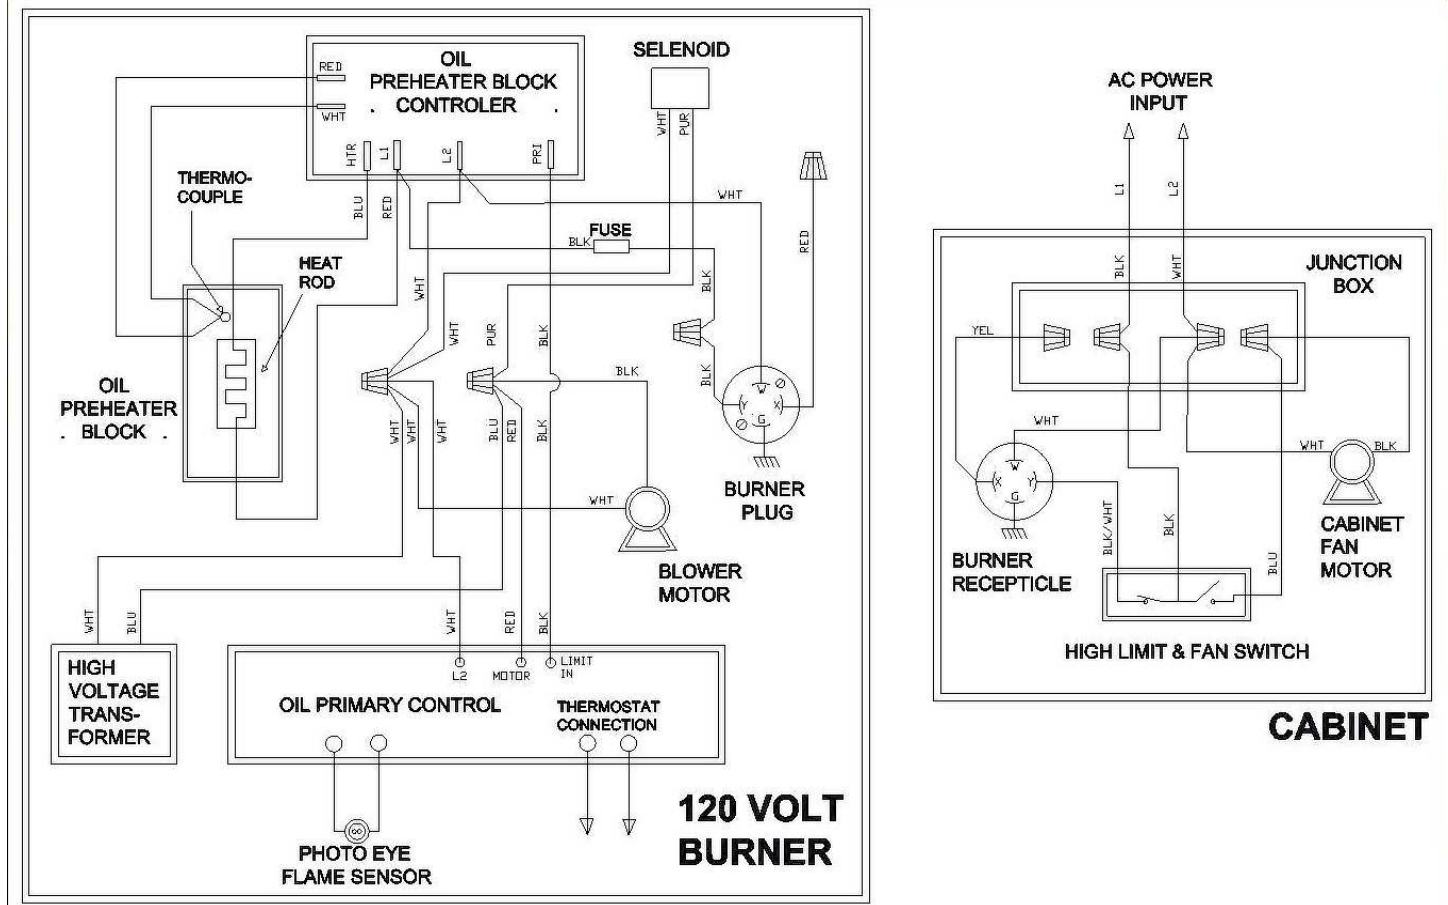 OIL
PREHEATER BLOCK
. CONTROLER .
RED
WHT
HTR
L1
L2
PRI
SELENOID
WHT
PUR
THERMO-
COUPLE
BLU
RED
WHT
RED
FUSE
BLK
BLK
HEAT
ROD
WHT
WHT
PUR
BLK
BLK
BLK
OIL
PREHEATER
. BLOCK .
WHT
WHT
WHT
BLU
RED
BLK
W
Y
X
G
BURNER
PLUG
WHT
BLOWER
MOTOR
WHT
BLU
WHT
RED
BLK
HIGH
VOLTAGE
TRANS-
FORMER
L2
MOTOR
LIMIT
IN
OIL PRIMARY CONTROL
THERMOSTAT
CONNECTION
PHOTO EYE
FLAME SENSOR
120 VOLT
BURNER
AC POWER
INPUT
L1
L2
BLK
WHT
JUNCTION
BOX
YEL
WHT
WHT
BLK
W
X
Y
G
BURNER
RECEPTICLE
BLK/WHT
BLK
BLU
CABINET
FAN
MOTOR
HIGH LIMIT & FAN SWITCH
CABINET